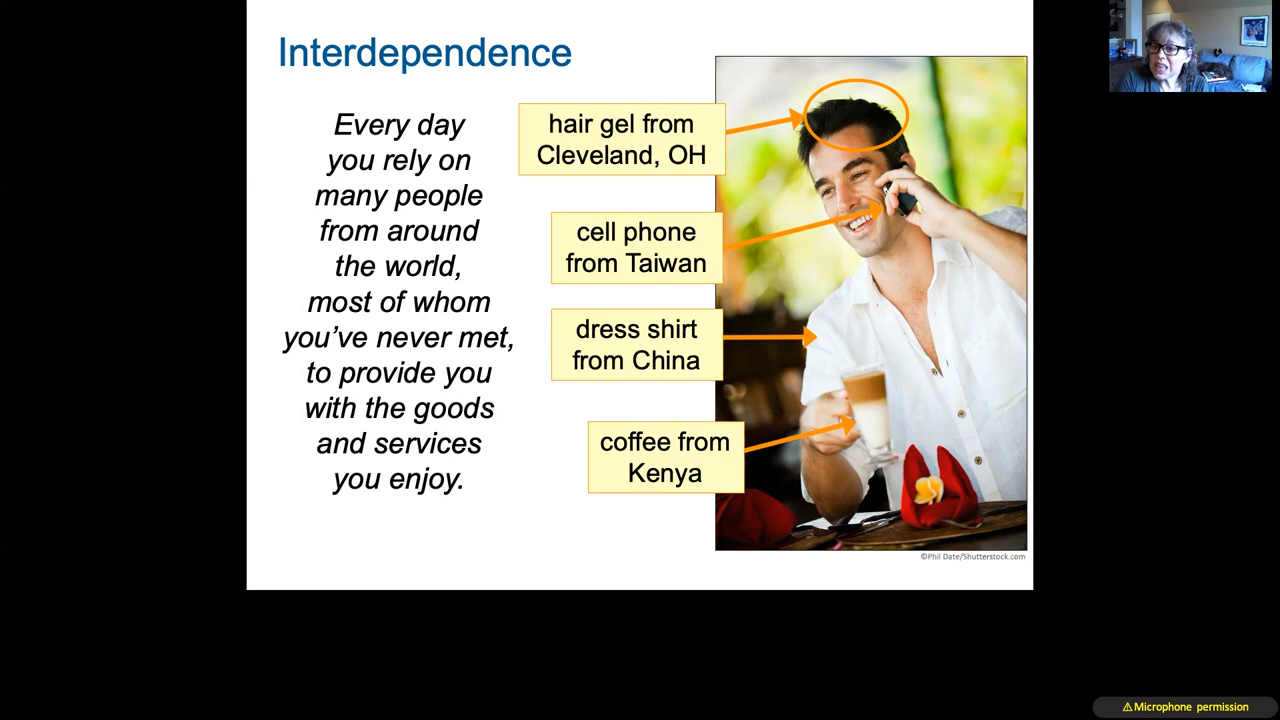 Interdependence
Every day
you rely on
many people
from around
the world,
most of whom
you've never met,
to provide you
with the goods
and services
you enjoy.
hair gel from
Cleveland, OH
cell phone
from Taiwan
dress shirt
from China
coffee from
Kenya
©Phil Date/Shutterstock.com
⚠Microphone permission